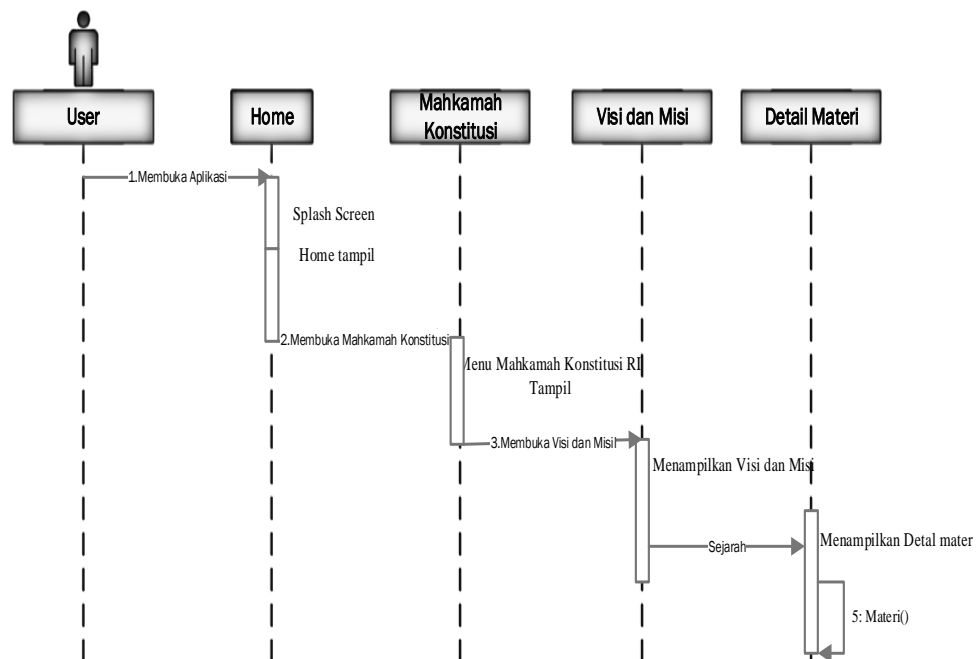 User
Home
Mahkamah
Konstitusi
Visi dan Misi
Detail Materi
1.Membuka Aplikasi
Splash Screen
Home tampil
2.Membuka Mahkamah Konstitusi
Menu Mahkamah Konstitusi RI
Tampil
3.Membuka Visi dan Misil
Menampilkan Visi dan Misi
Sejarah
Menampilkan Detal mater
5: Materi()